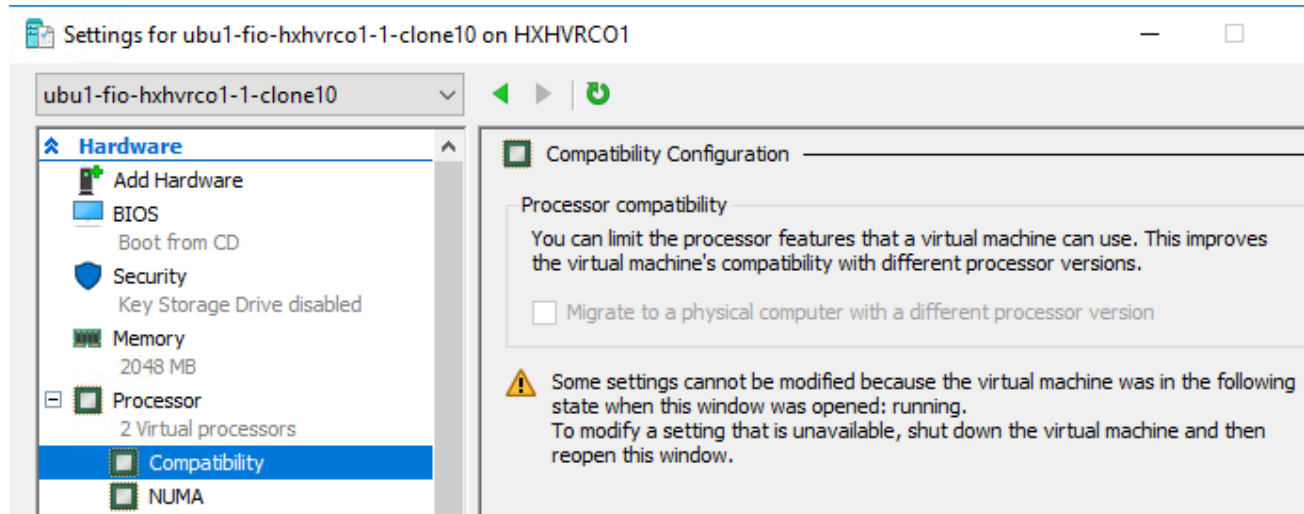 Settings for ubu1-fio-hxhvrco1-1-clone10 on HXHVRCO1
ubu1-fio-hxhvrco1-1-clone10
Hardware
Add Hardware
BIOS
Boot from CD
Security
Key Storage Drive disabled
Memory
2048 MB
Processor
2 Virtual processors
Compatibility
NUMA
Compatibility Configuration
Processor compatibility
You can limit the processor features that a virtual machine can use. This improves
the virtual machine's compatibility with different processor versions.
Migrate to a physical computer with a different processor version
Some settings cannot be modified because the virtual machine was in the following
state when this window was opened: running.
To modify a setting that is unavailable, shut down the virtual machine and then
reopen this window.